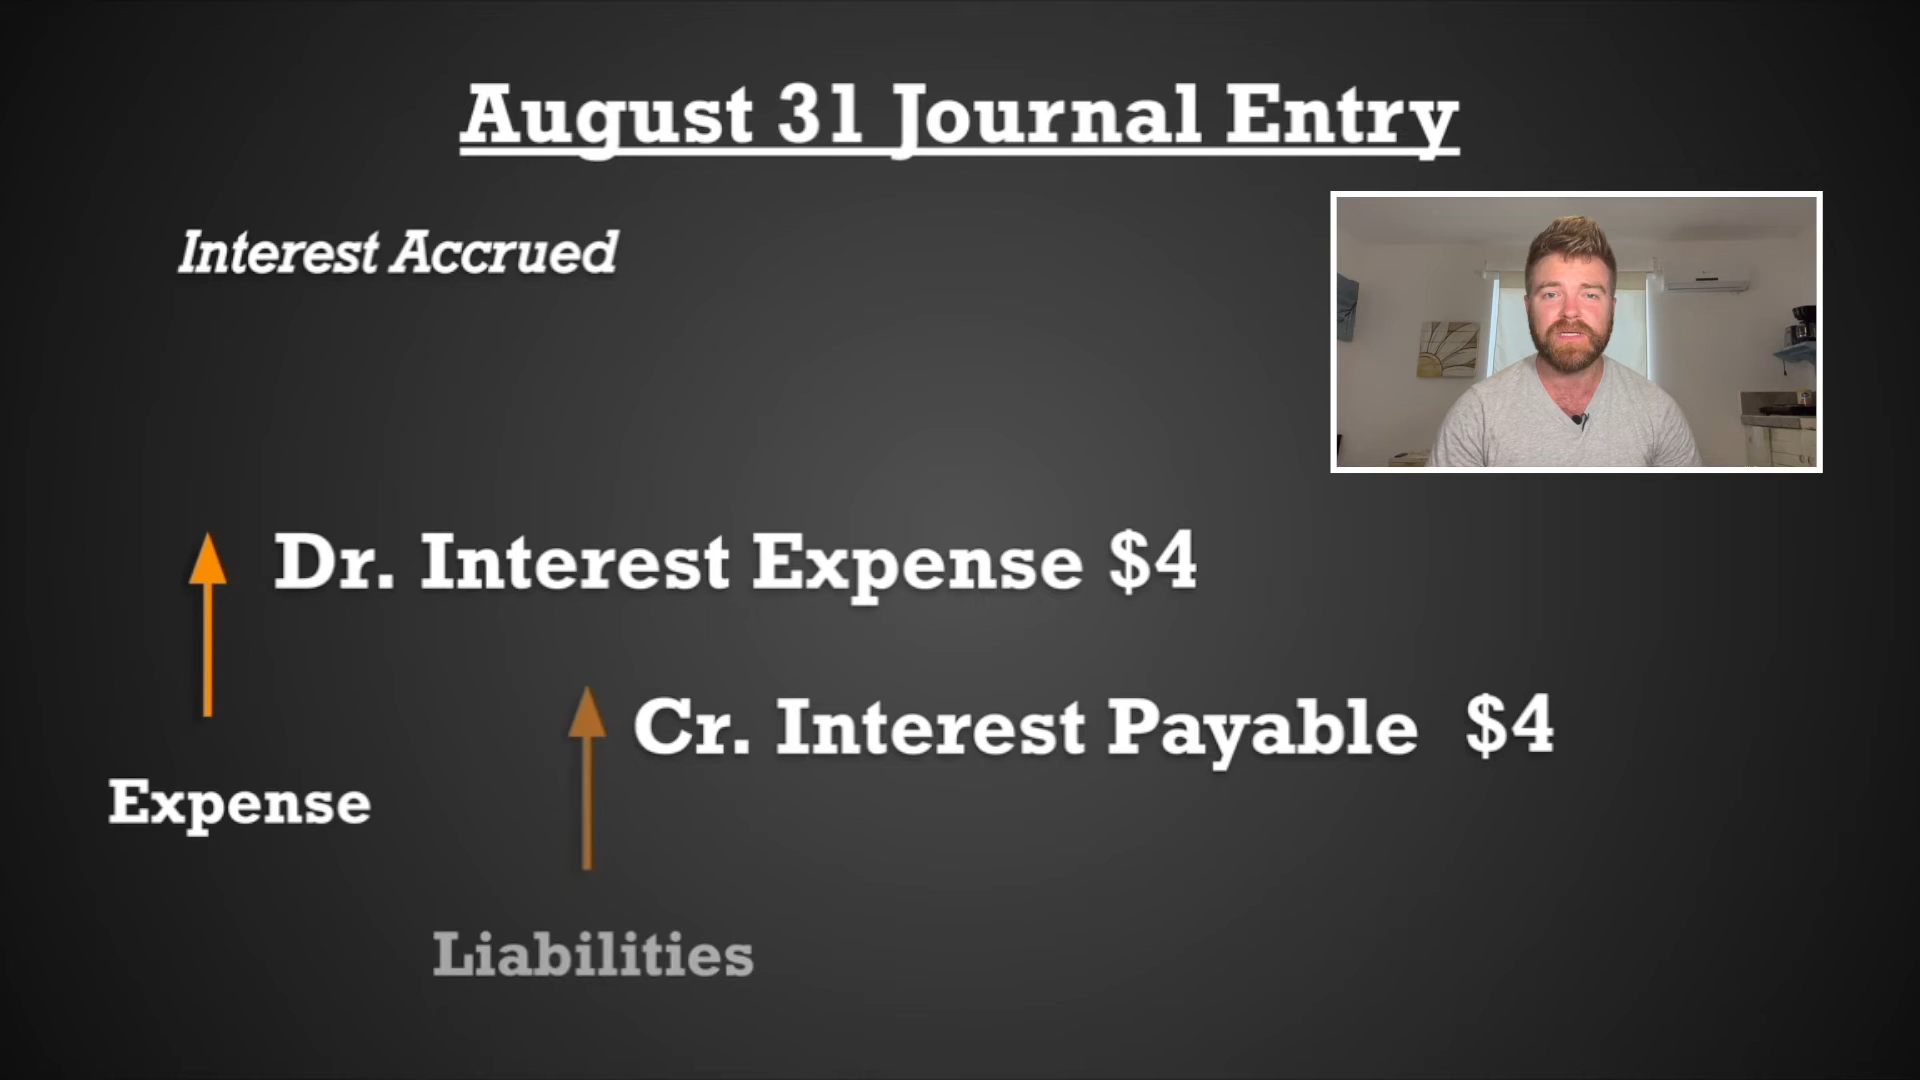 August 31 Journal Entry
Interest Accrued
Dr. Interest Expense $4
Cr. Interest Payable $4
Expense
Liabilities